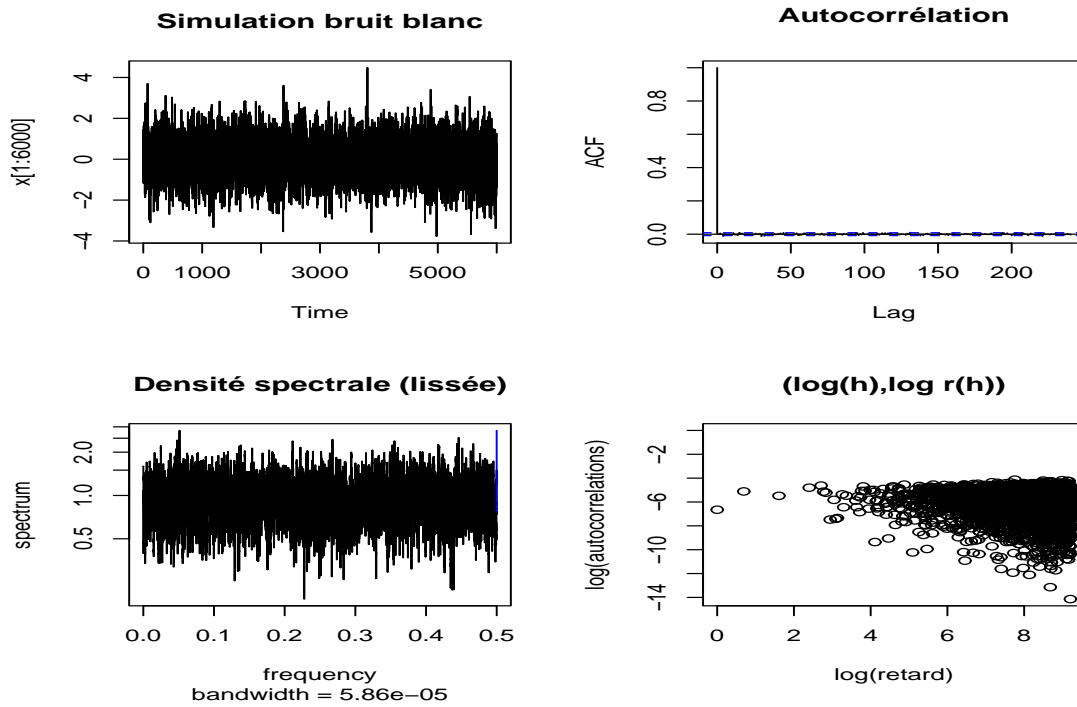 Simulation bruit blanc
x[1:6000]
4
2
0
−2
−4
0 1000 3000 5000
Time
Autocorrélation
ACF
0.8
0.4
0.0
0 50 100 150 200
Lag
Densité spectrale (lissée)
spectrum
2.0
1.0
0.5
0.0 0.1 0.2 0.3 0.4 0.5
frequency
bandwidth = 5.86e−05
(log(h),log r(h))
log(autocorrelations)
−2
−6
−10
−14
0 2 4 6 8
log(retard)